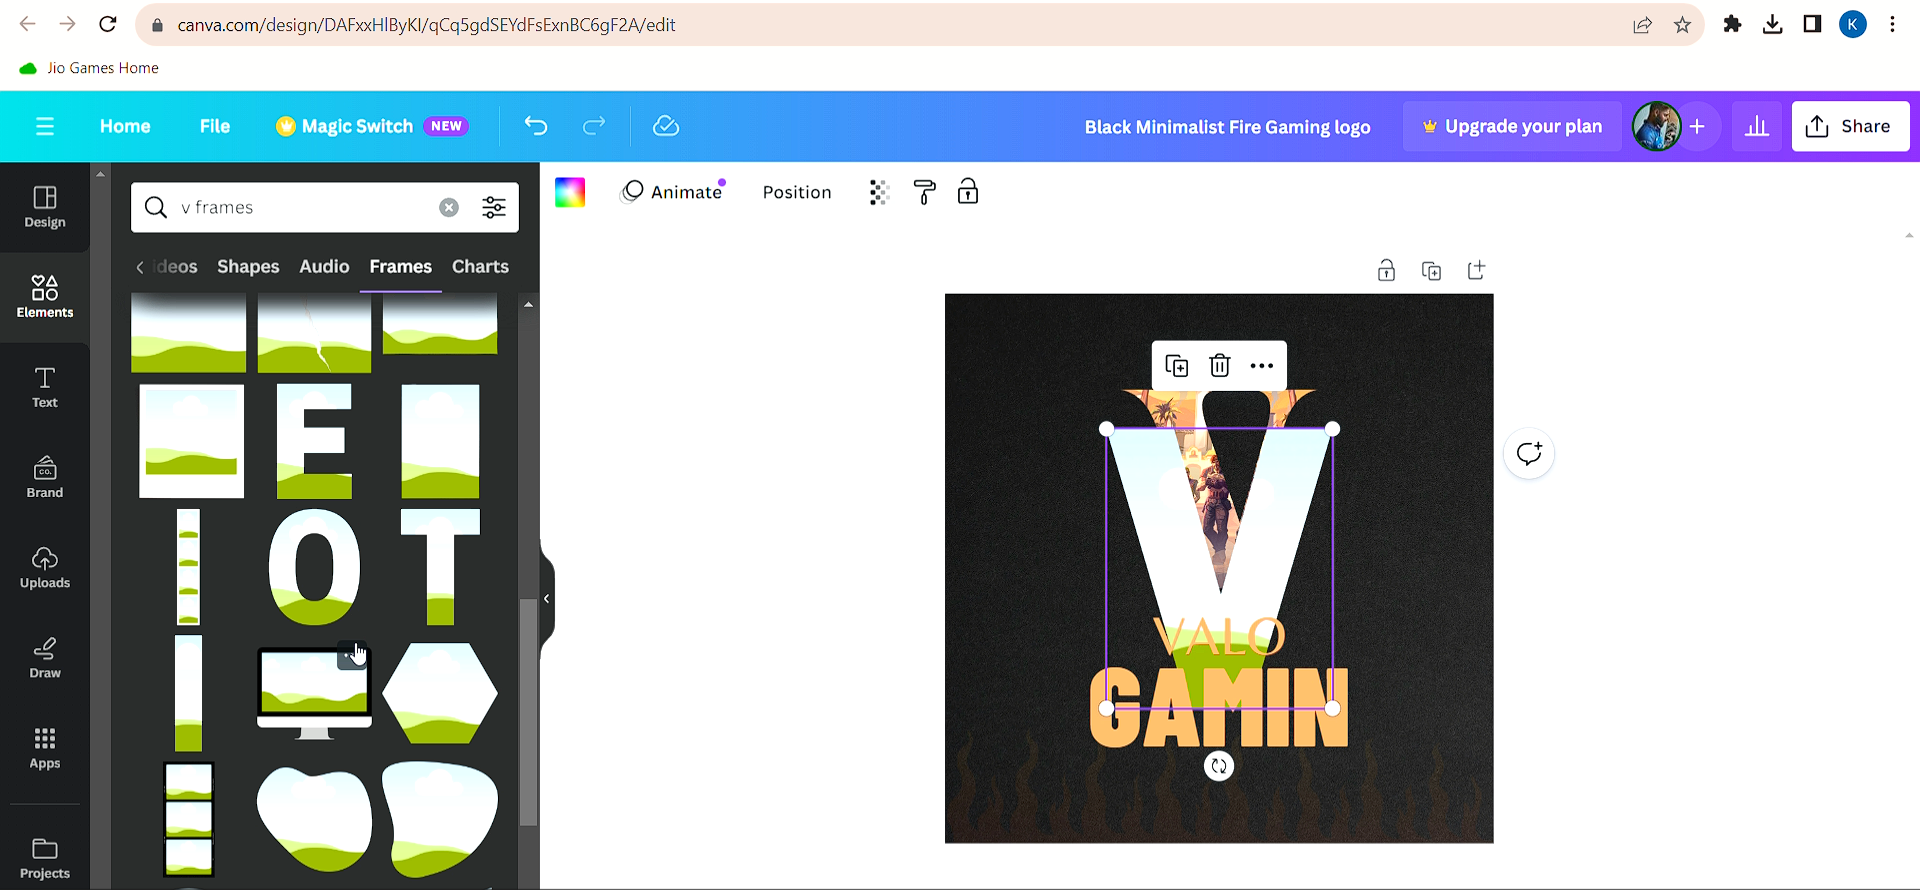 canva.com/design/DAFxxHlByKI/qCq5gdSEYdFsExnBC6gF2A/edit
K
Jio Games Home
Home File Magic Switch NEW Black Minimalist Fire Gaming logo Upgrade your plan Share
Design
Elements
Text
CO.
Brand
Uploads
Draw
Apps
Projects
v frames
ideos Shapes Audio Frames Charts
E
O T
I
Animate Position
V
VALO
GAMIN